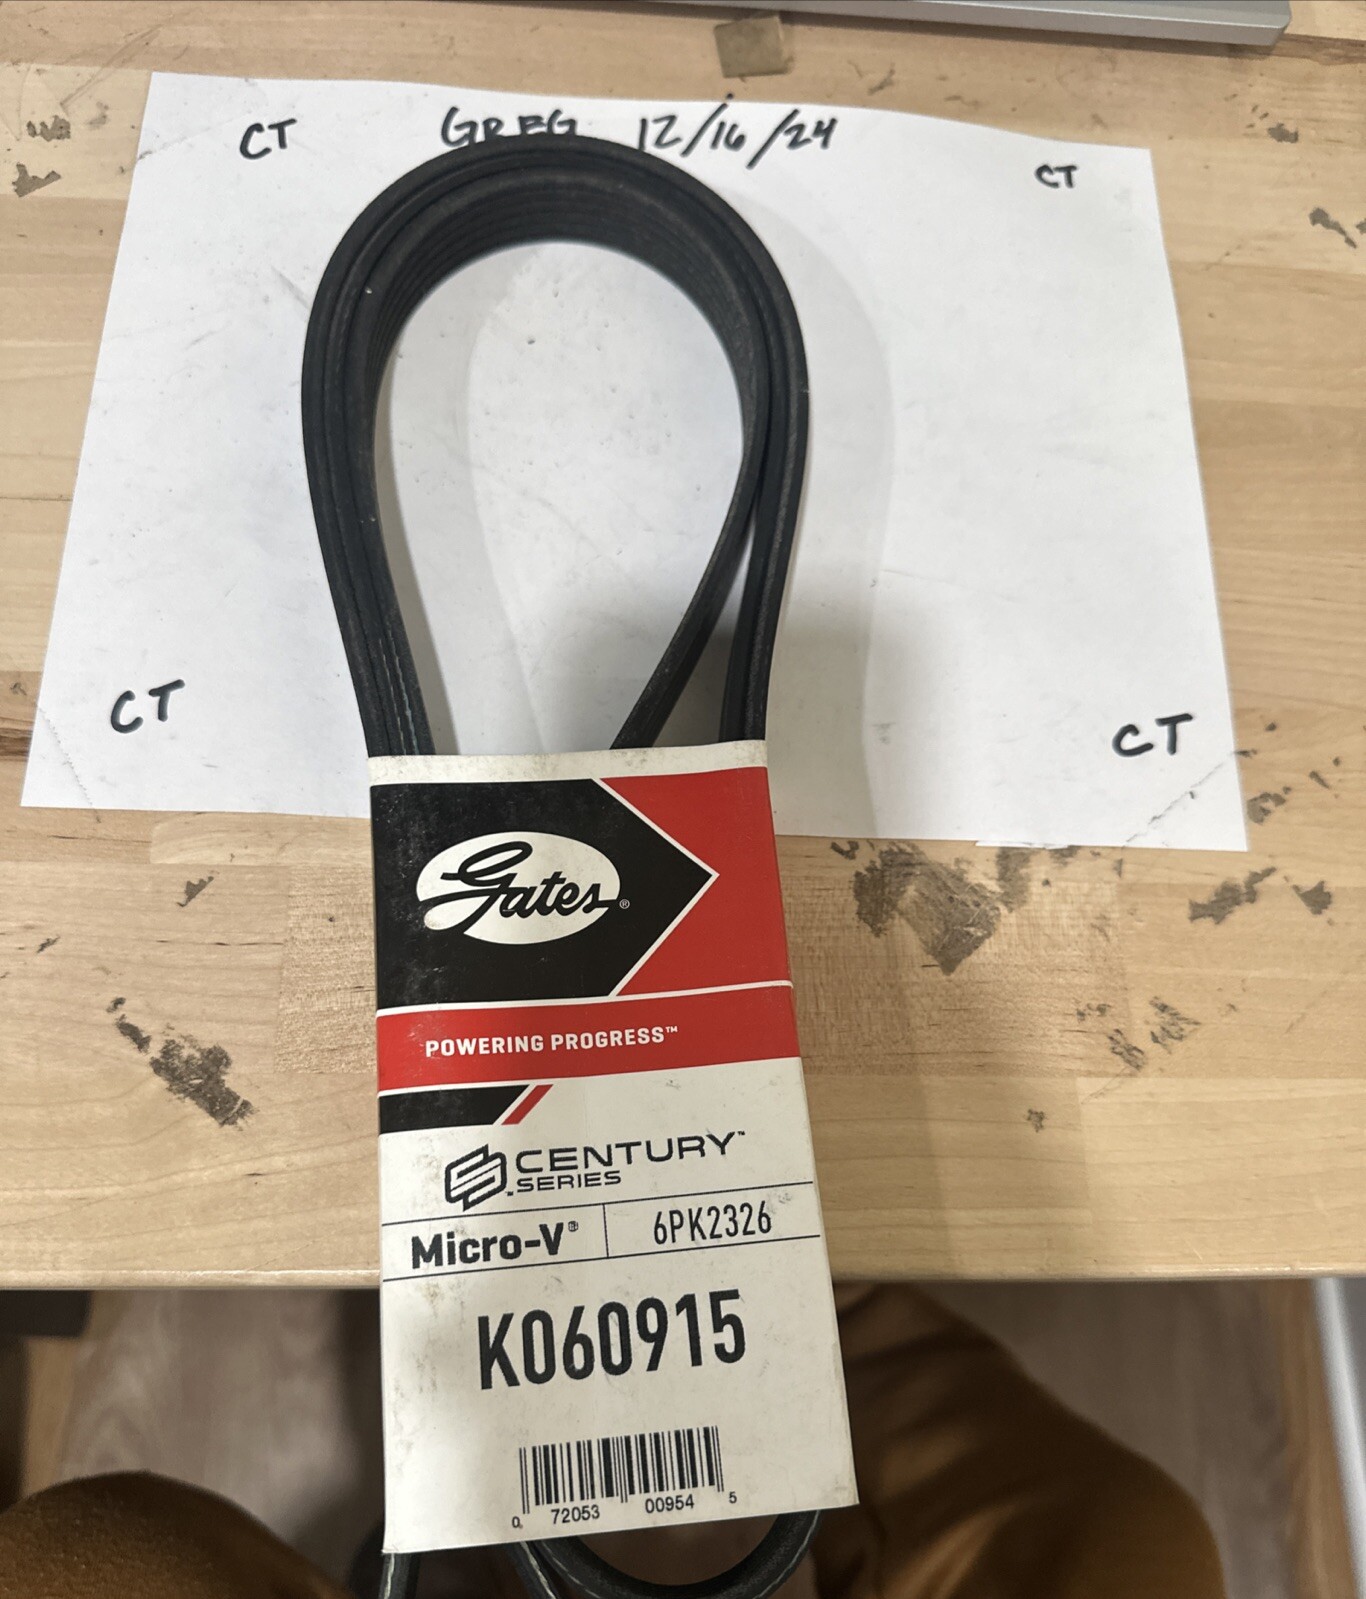 CT GREG 12/16/24
CT
CT
CT
Gates®
POWERING PROGRESS™
CENTURY™
SERIES
Micro-V® 6PK2326
K060915
0 72053 00954 5